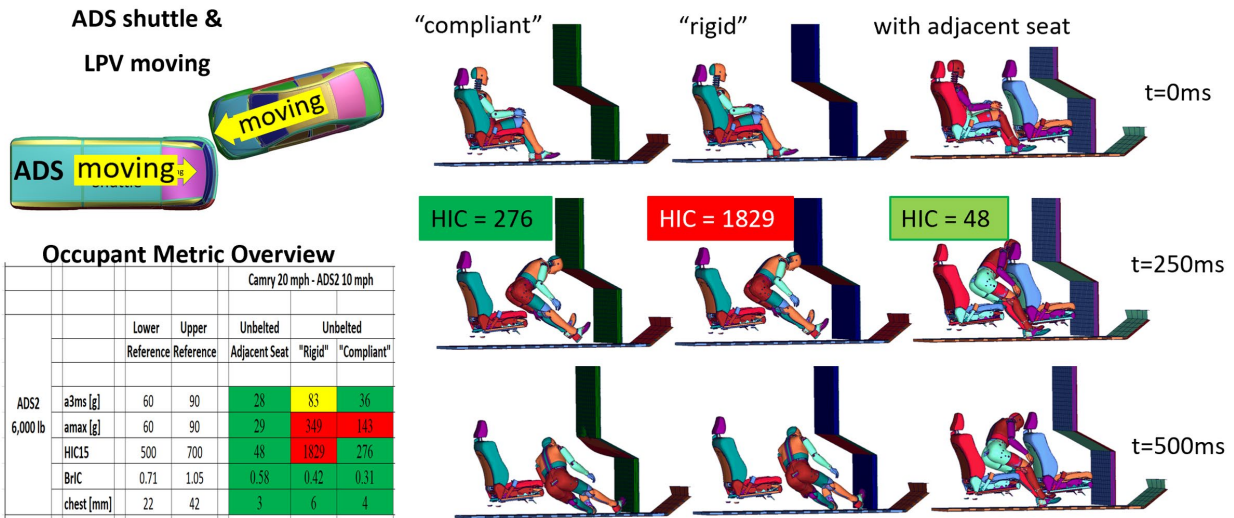 ADS shuttle &
LPV moving
moving
ADS moving
shuttle
"compliant"
"rigid"
with adjacent seat
t=0ms
HIC = 276
HIC = 1829
HIC = 48
t=250ms
t=500ms
Occupant Metric Overview
Camry 20 mph - ADS2 10 mph
Lower Upper Unbelted Unbelted
Reference Reference Adjacent Seat "Rigid" "Compliant"
ADS2 a3ms [g] 60 90 28 83 36
6,000 lb amax [g] 60 90 29 349 143
HIC15 500 700 48 1829 276
BrIC 0.71 1.05 0.58 0.42 0.31
chest [mm] 22 42 3 6 4